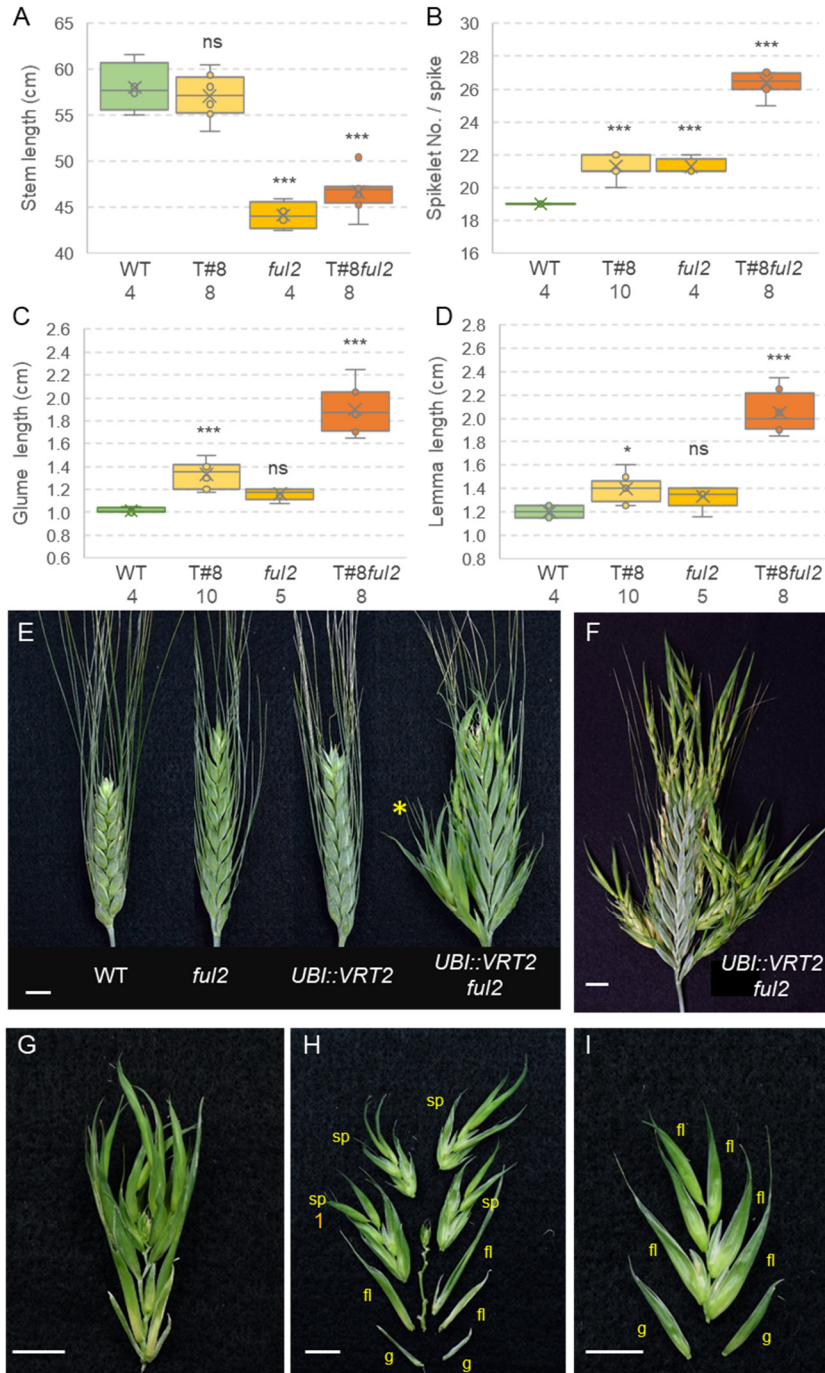 A
Stem length (cm)
65
60
55
50
45
40
ns
***
***
WT T#8 ful2 T#8ful2
4 8 4 8
B
Spikelet No. / spike
30
28
26
24
22
20
18
16
***
***
***
WT T#8 ful2 T#8ful2
4 10 4 8
C
Glume length (cm)
2.6
2.4
2.2
2.0
1.8
1.6
1.4
1.2
1.0
0.8
0.6
***
ns
***
WT T#8 ful2 T#8ful2
4 10 5 8
D
Lemma length (cm)
2.8
2.6
2.4
2.2
2.0
1.8
1.6
1.4
1.2
1.0
0.8
*
ns
***
WT T#8 ful2 T#8ful2
4 10 5 8
E
*
WT ful2 UBI::VRT2 UBI::VRT2
ful2
F
UBI::VRT2
ful2
G
H
sp
sp
sp sp
1
fl
fl fl
g g
I
fl fl
fl
fl fl
g g